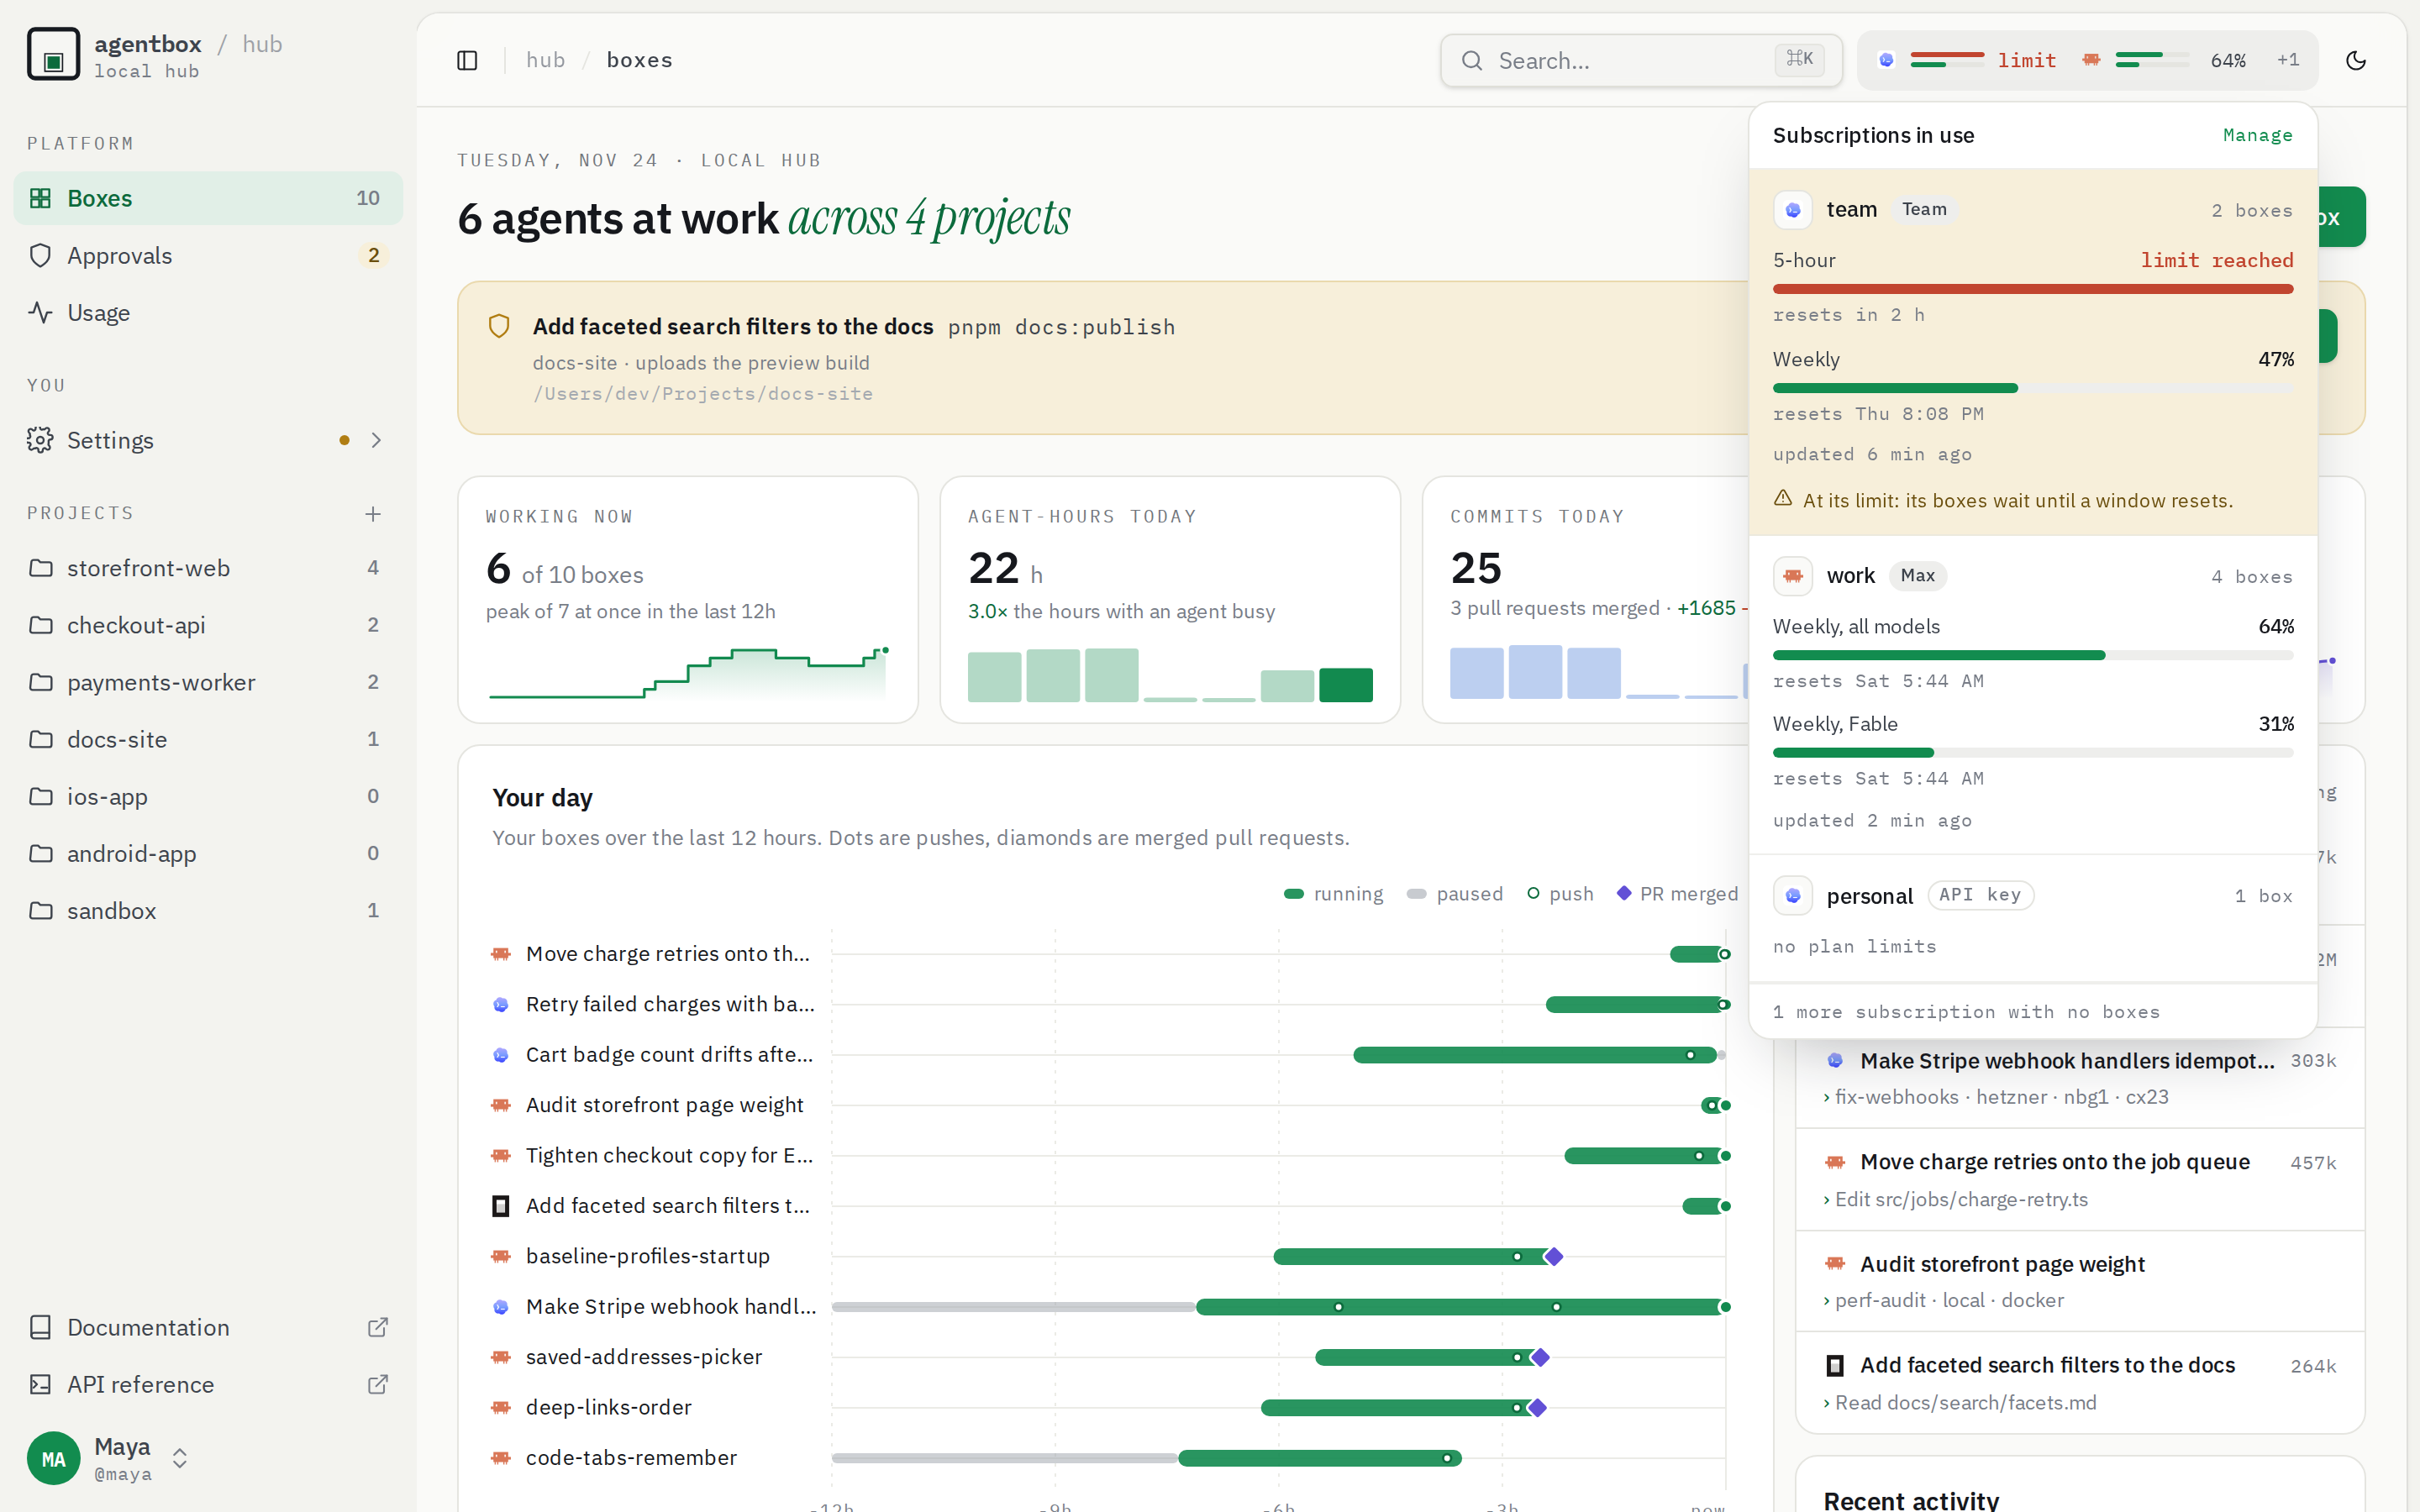 agentbox / hub
local hub
PLATFORM
Boxes 10
Approvals 2
Usage
YOU
Settings
PROJECTS
storefront-web 4
checkout-api 2
payments-worker 2
docs-site 1
ios-app 0
android-app 0
sandbox 1
Documentation
API reference
MA
Maya
@maya
hub / boxes
Search... ⌘K
limit
64%
+1
TUESDAY, NOV 24 · LOCAL HUB
6 agents at work across 4 projects
Add faceted search filters to the docs pnpm docs:publish
docs-site · uploads the preview build
/Users/dev/Projects/docs-site
WORKING NOW
6 of 10 boxes
peak of 7 at once in the last 12h
AGENT-HOURS TODAY
22 h
3.0× the hours with an agent busy
COMMITS TODAY
25
3 pull requests merged · +1685
Your day
Your boxes over the last 12 hours. Dots are pushes, diamonds are merged pull requests.
running paused push PR merged
Move charge retries onto th...
Retry failed charges with ba...
Cart badge count drifts afte...
Audit storefront page weight
Tighten checkout copy for E...
Add faceted search filters t...
baseline-profiles-startup
Make Stripe webhook handl...
saved-addresses-picker
deep-links-order
code-tabs-remember
-12h -9h -6h -3h now
Subscriptions in use Manage
team Team 2 boxes
5-hour limit reached
resets in 2 h
Weekly 47%
resets Thu 8:08 PM
updated 6 min ago
At its limit: its boxes wait until a window resets.
work Max 4 boxes
Weekly, all models 64%
resets Sat 5:44 AM
Weekly, Fable 31%
resets Sat 5:44 AM
updated 2 min ago
personal API key 1 box
no plan limits
1 more subscription with no boxes
Make Stripe webhook handlers idempot... 303k
› fix-webhooks · hetzner · nbg1 · cx23
Move charge retries onto the job queue 457k
› Edit src/jobs/charge-retry.ts
Audit storefront page weight
› perf-audit · local · docker
Add faceted search filters to the docs 264k
› Read docs/search/facets.md
Recent activity